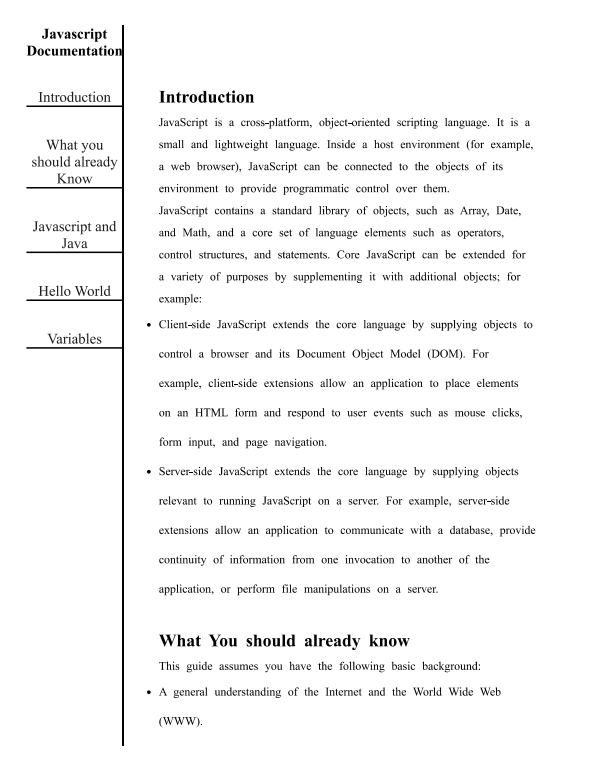 Javascript
Documentation
Introduction
What you
should already
Know
Javascript and
Java
Hello World
Variables
Introduction
JavaScript is a cross-platform, object-oriented scripting language. It is a
small and lightweight language. Inside a host environment (for example,
a web browser), JavaScript can be connected to the objects of its
environment to provide programmatic control over them.
JavaScript contains a standard library of objects, such as Array, Date,
and Math, and a core set of language elements such as operators,
control structures, and statements. Core JavaScript can be extended for
a variety of purposes by supplementing it with additional objects; for
example:
• Client-side JavaScript extends the core language by supplying objects to
control a browser and its Document Object Model (DOM). For
example, client-side extensions allow an application to place elements
on an HTML form and respond to user events such as mouse clicks,
form input, and page navigation.
• Server-side JavaScript extends the core language by supplying objects
relevant to running JavaScript on a server. For example, server-side
extensions allow an application to communicate with a database, provide
continuity of information from one invocation to another of the
application, or perform file manipulations on a server.
What You should already know
This guide assumes you have the following basic background:
• A general understanding of the Internet and the World Wide Web
(WWW).